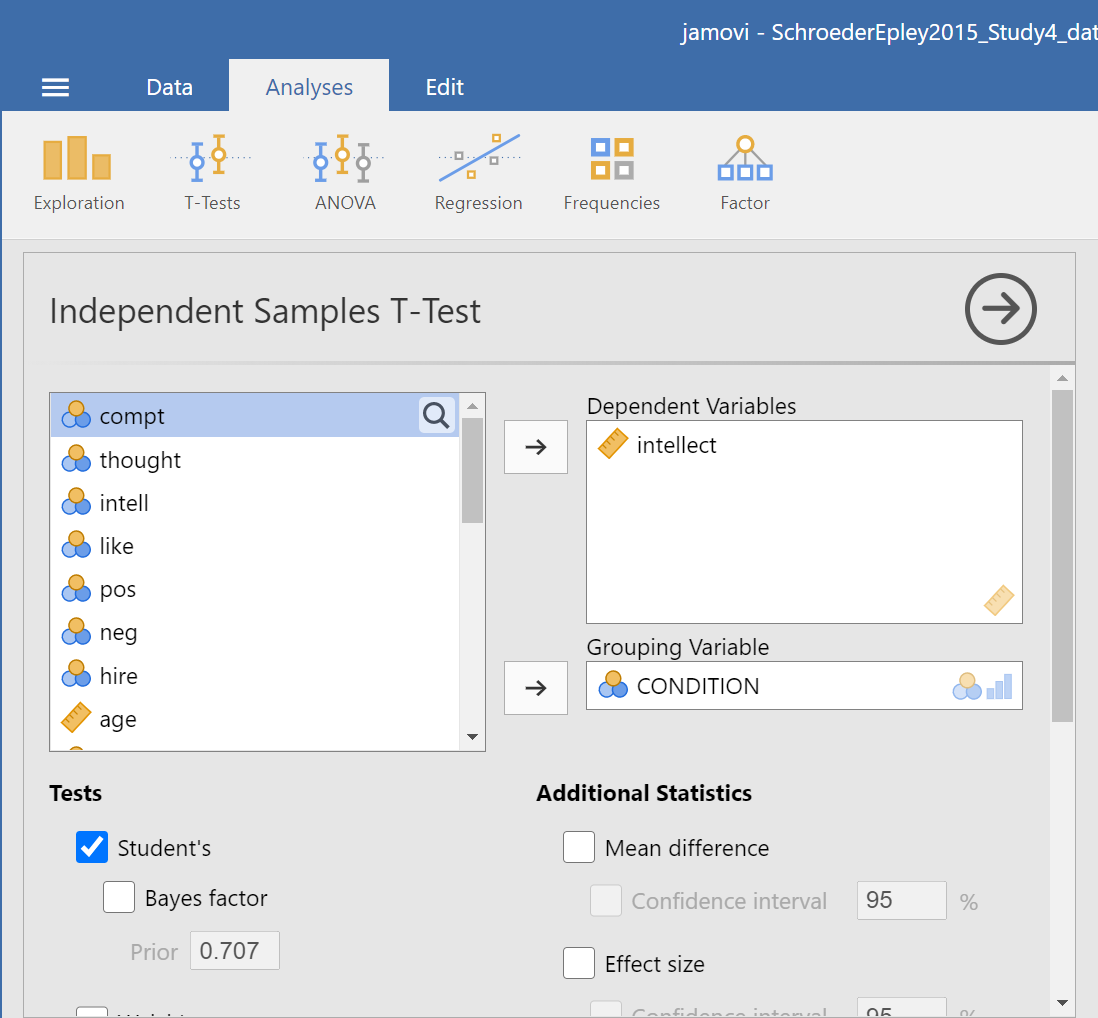 jamovi - SchroederEpley2015_Study4_dat
Data Analyses Edit
Exploration T-Tests ANOVA Regression Frequencies Factor
Independent Samples T-Test
compt
thought
intell
like
pos
neg
hire
age
Dependent Variables
intellect
Grouping Variable
CONDITION
Tests
Student's
Bayes factor
Prior 0.707
Additional Statistics
Mean difference
Confidence interval 95 %
Effect size
Confidence interval 95 %